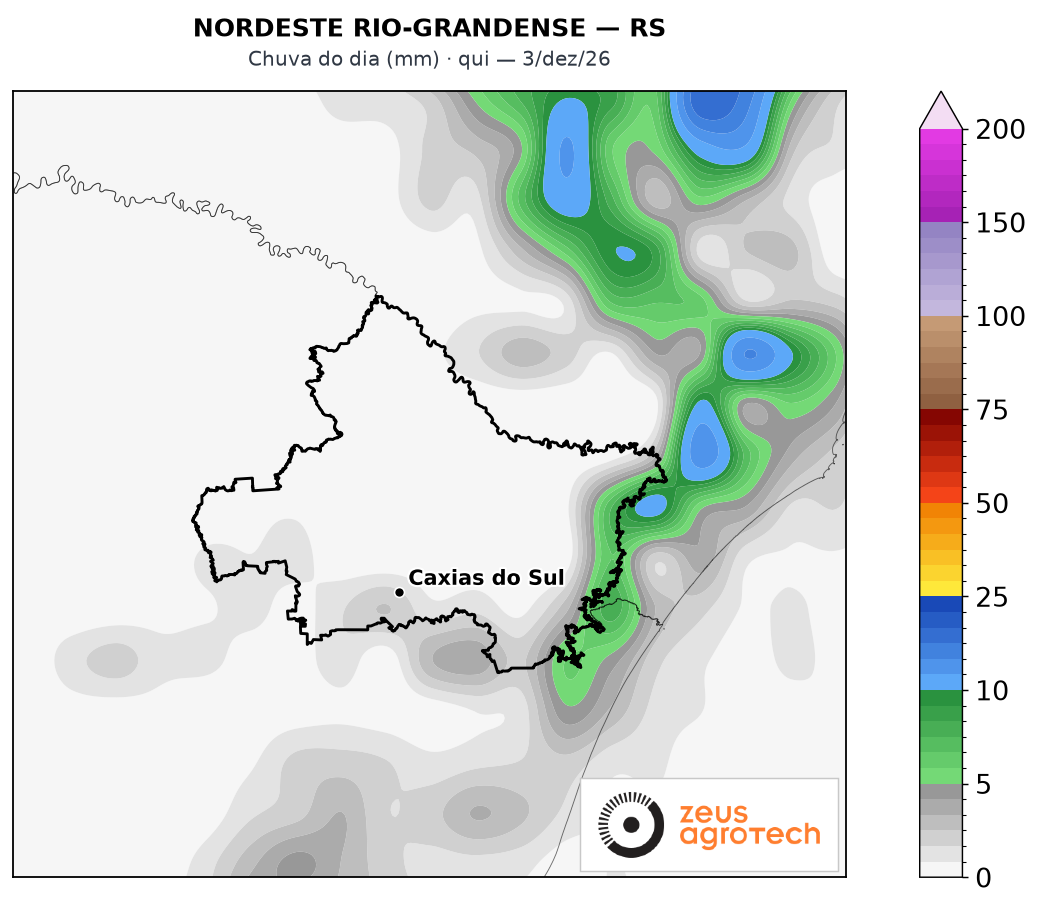 NORDESTE RIO-GRANDENSE — RS
Chuva do dia (mm) · qui — 3/dez/26
200
150
100
75
50
25
10
5
0
Caxias do Sul
zeus
agrotech